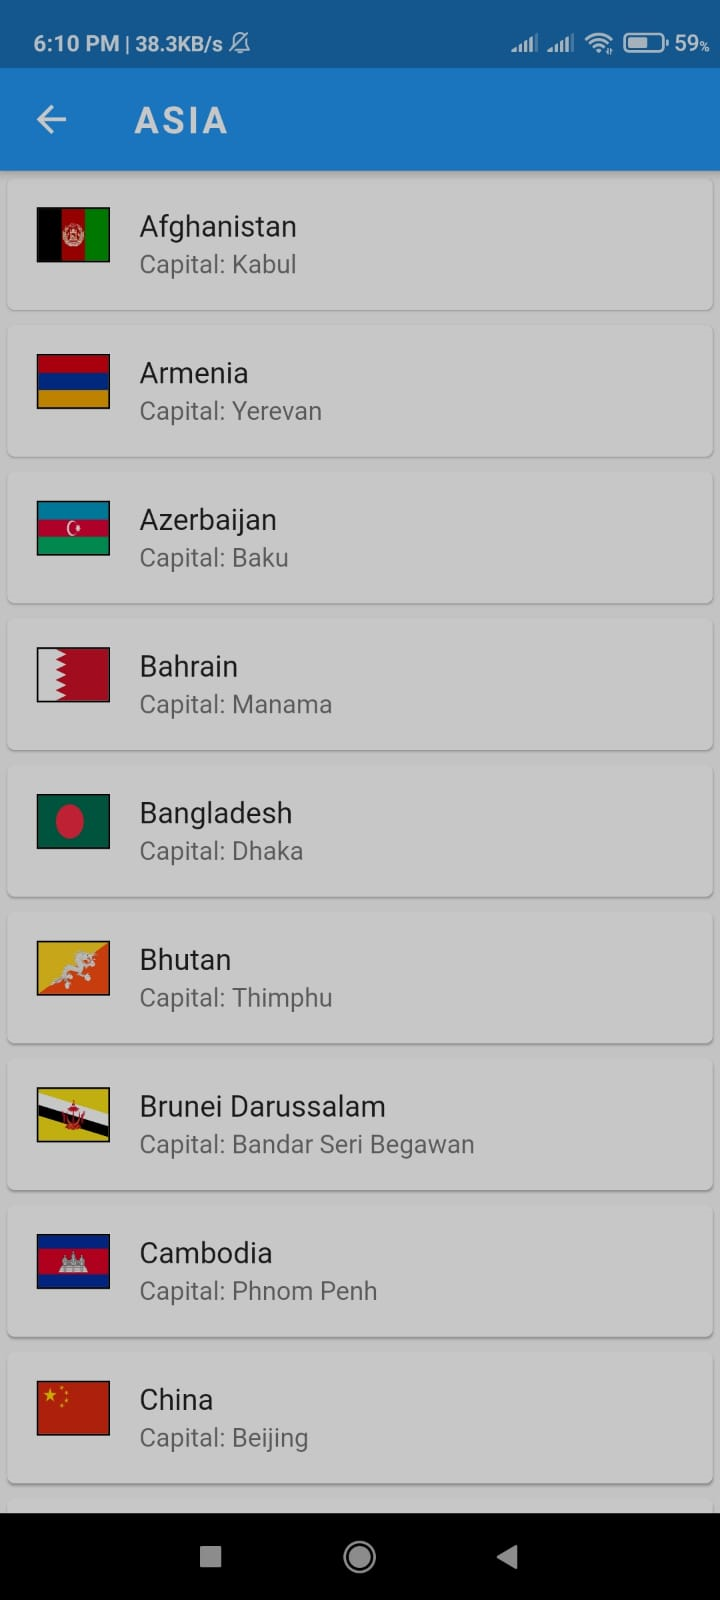 6:10 PM | 38.3KB/s 59%
ASIA
Afghanistan
Capital: Kabul
Armenia
Capital: Yerevan
Azerbaijan
Capital: Baku
Bahrain
Capital: Manama
Bangladesh
Capital: Dhaka
Bhutan
Capital: Thimphu
Brunei Darussalam
Capital: Bandar Seri Begawan
Cambodia
Capital: Phnom Penh
China
Capital: Beijing